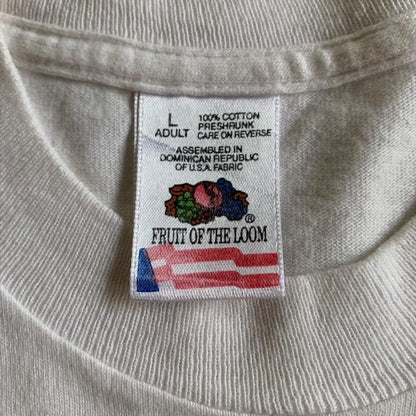 L
ADULT
100% COTTON
PRESHRUNK
CARE ON REVERSE
ASSEMBLED IN
DOMINICAN REPUBLIC
OF U.S.A. FABRIC
®
FRUIT OF THE LOOM